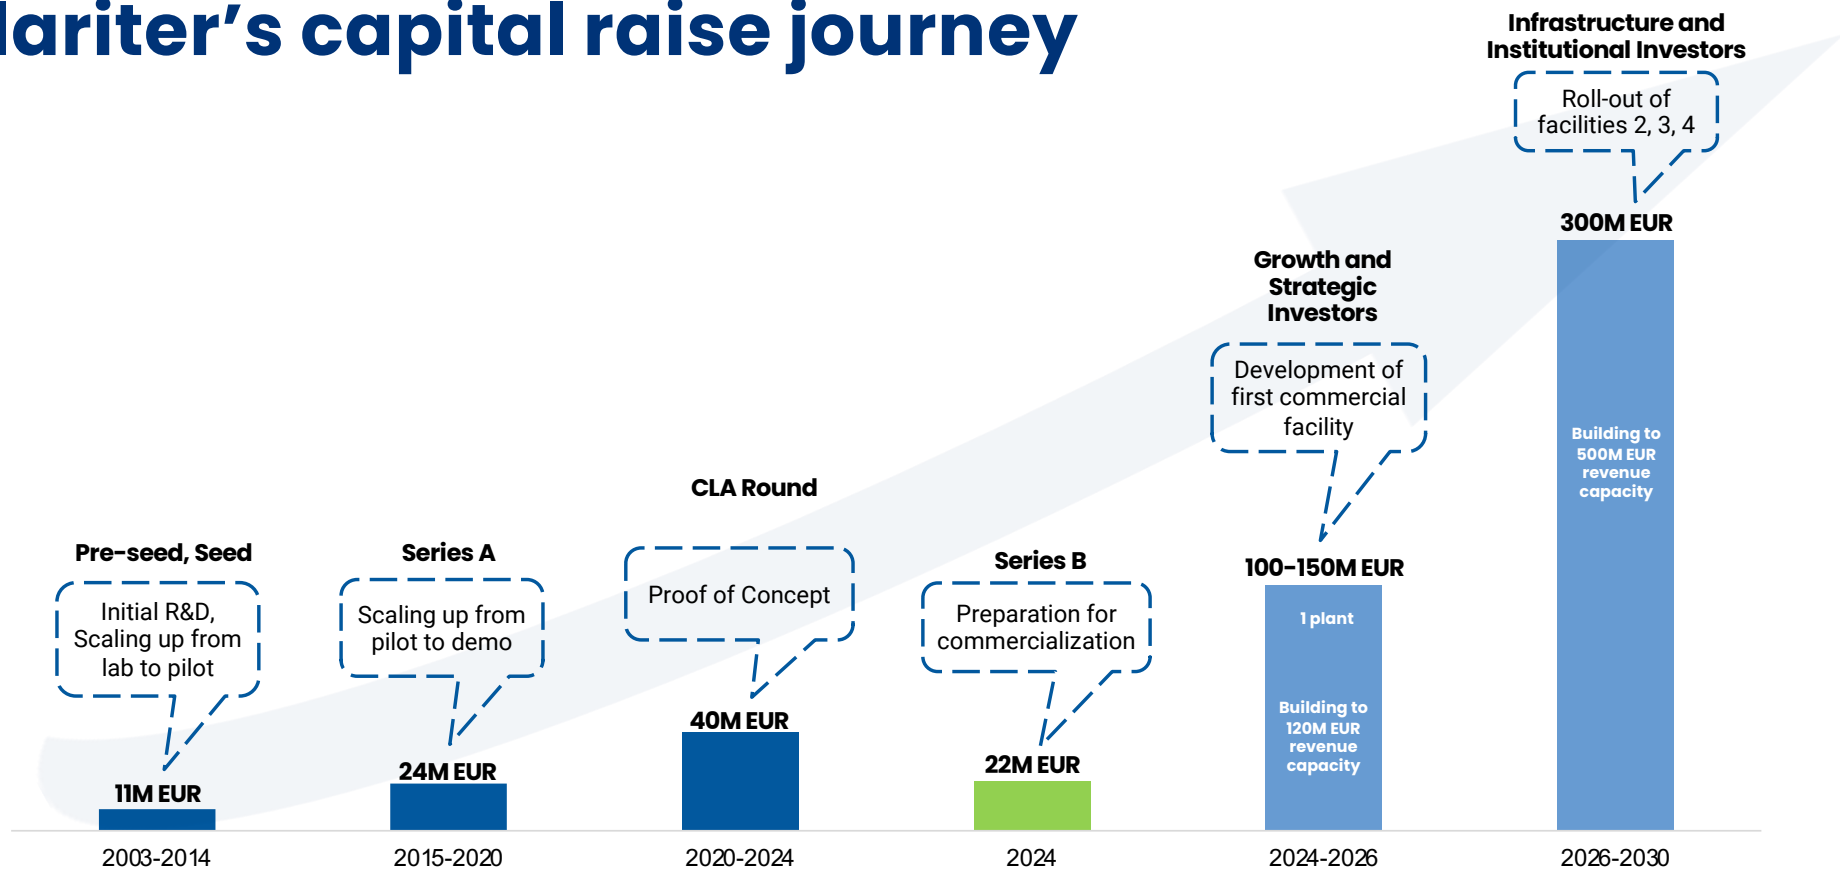 lariter’s capital raise journey
Infrastructure and
Institutional Investors
Roll-out of
facilities 2, 3, 4
300M EUR
Building to
500M EUR
revenue
capacity
Growth and
Strategic
Investors
Development of
first commercial
facility
100-150M EUR
1 plant
Building to
120M EUR
revenue
capacity
CLA Round
Proof of Concept
40M EUR
Pre-seed, Seed
Initial R&D,
Scaling up from
lab to pilot
11M EUR
Series A
Scaling up from
pilot to demo
24M EUR
Series B
Preparation for
commercialization
22M EUR
2003-2014
2015-2020
2020-2024
2024
2024-2026
2026-2030